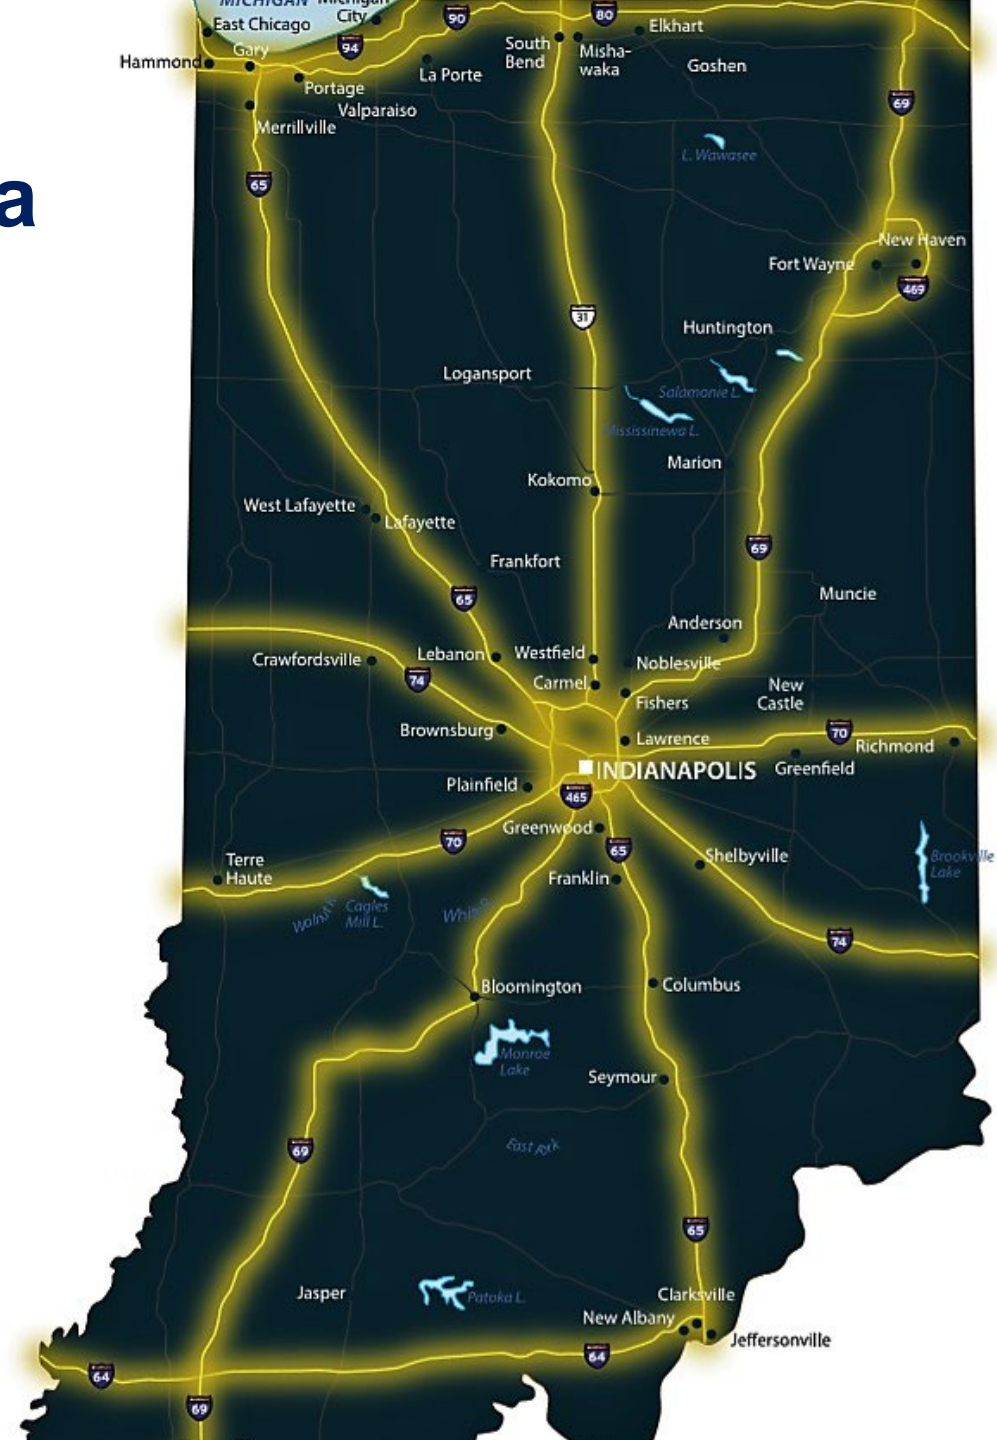 MICHIGAN
Michigan
City
90
80
East Chicago
94
South
Bend
Misha-
waka
Elkhart
Gary
Hammond
La Porte
Goshen
Portage
Valparaiso
69
Merrillville
L. Wawasee
65
a
New Haven
Fort Wayne
469
31
Huntington
Logansport
Salamonie L.
Mississinewa L.
Marion
Kokomo
West Lafayette
Lafayette
69
Frankfort
65
Muncie
Anderson
Lebanon
Westfield
Crawfordsville
Noblesville
74
Carmel
New
Castle
Fishers
Brownsburg
70
Lawrence
Richmond
INDIANAPOLIS
Greenfield
Plainfield
465
Greenwood
70
65
Shelbyville
Terre
Haute
Brookville
Lake
Franklin
Cagles
Mill L.
74
Bloomington
Columbus
Monroe
Lake
Seymour
East Fork
69
65
Jasper
Patoka L.
Clarksville
New Albany
Jeffersonville
64
64
69